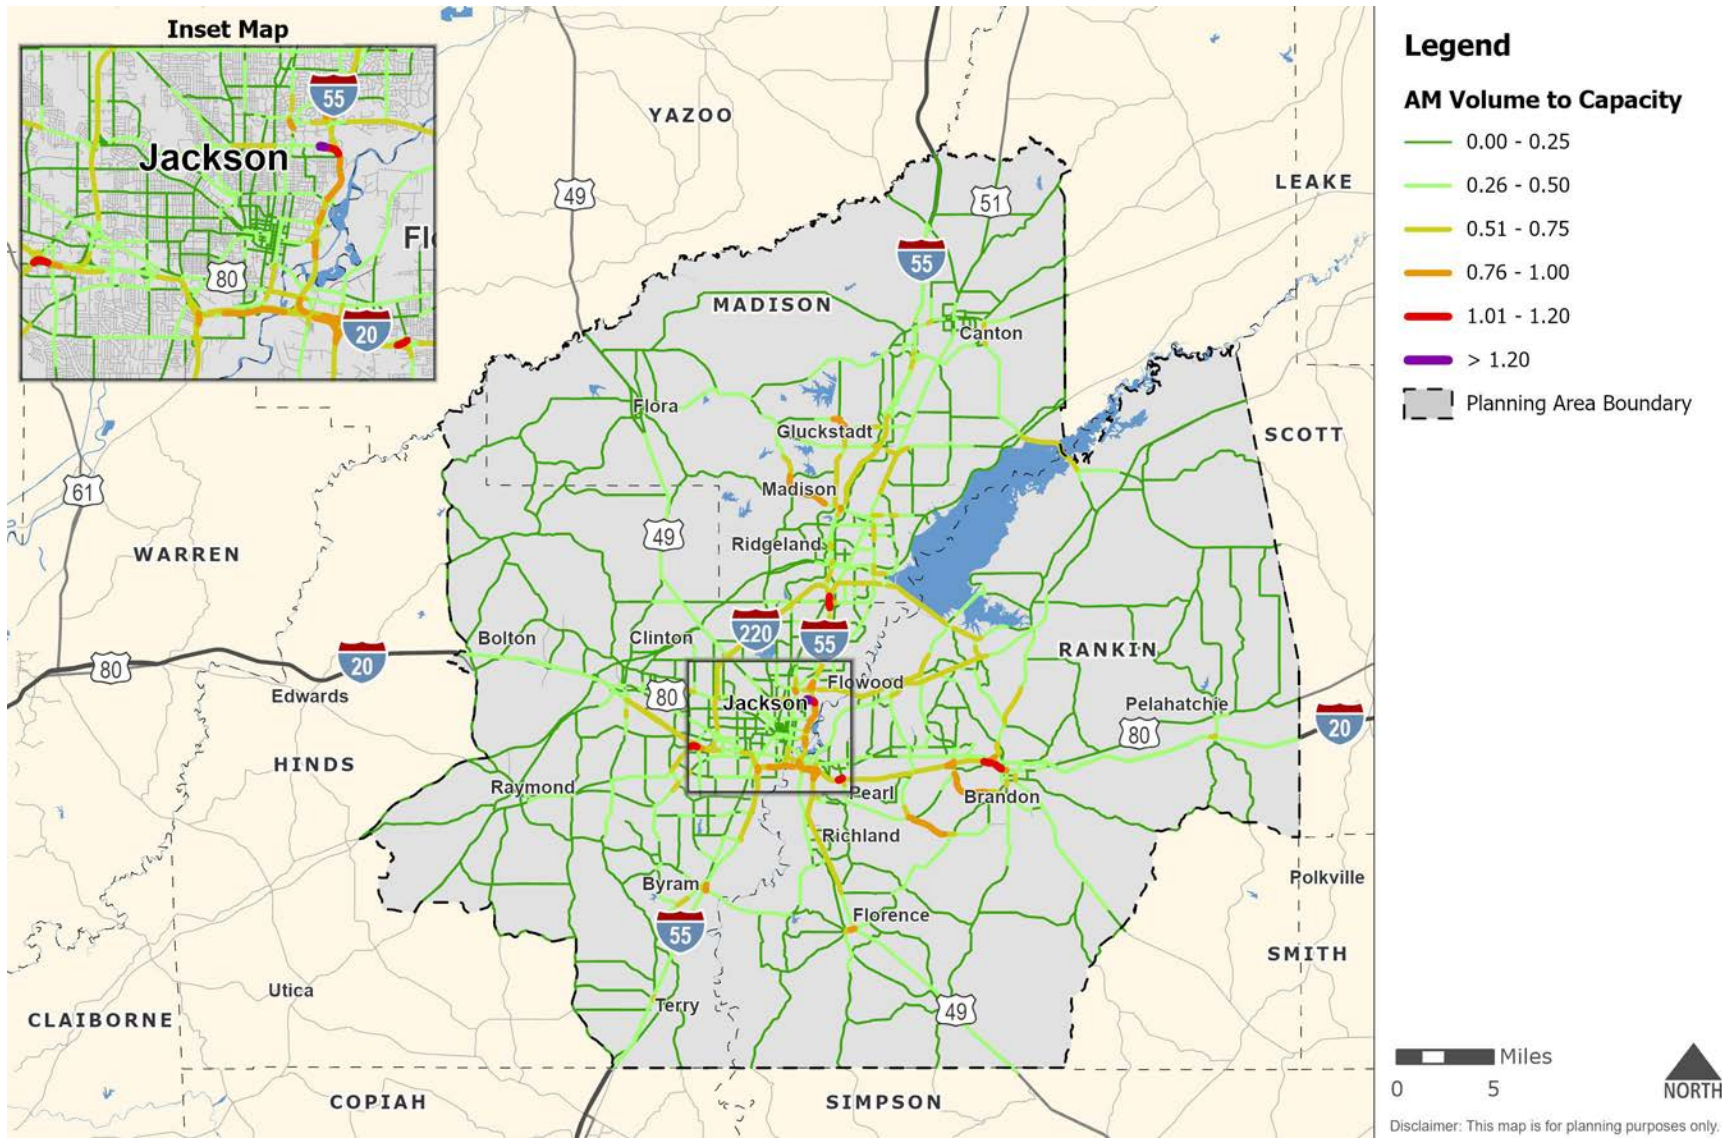 Inset Map
55
Jackson
Fl
80
20
YAZOO
49
LEAKE
51
55
MADISON
Canton
Flora
Gluckstadt
SCOTT
61
Madison
49
WARREN
Ridgeland
Bolton
Clinton
220
55
RANKIN
20
80
Edwards
80
Flowood
Jackson
Pelahatchie
80
20
HINDS
Raymond
Pearl
Brandon
Richland
Byram
Polkville
55
Florence
SMITH
Utica
Terry
49
CLAIBORNE
COPIAH
SIMPSON
Legend
AM Volume to Capacity
0.00 - 0.25
0.26 - 0.50
0.51 - 0.75
0.76 - 1.00
1.01 - 1.20
> 1.20
Planning Area Boundary
Miles
0 5
NORTH
Disclaimer: This map is for planning purposes only.